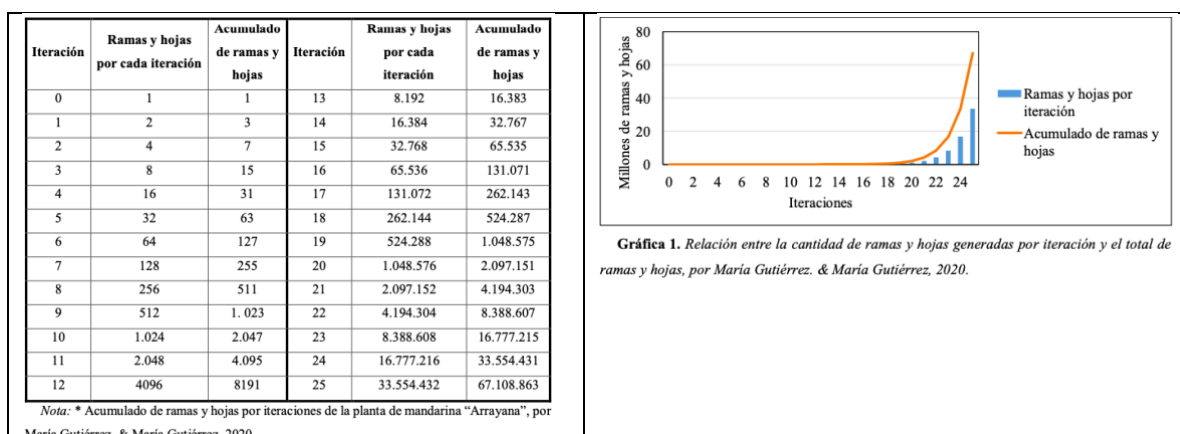 Iteración Ramas y hojas por cada iteración Acumulado de ramas y hojas Iteración Ramas y hojas por cada iteración Acumulado de ramas y hojas
0 1 1 13 8.192 16.383
1 2 3 14 16.384 32.767
2 4 7 15 32.768 65.535
3 8 15 16 65.536 131.071
4 16 31 17 131.072 262.143
5 32 63 18 262.144 524.287
6 64 127 19 524.288 1.048.575
7 128 255 20 1.048.576 2.097.151
8 256 511 21 2.097.152 4.194.303
9 512 1. 023 22 4.194.304 8.388.607
10 1.024 2.047 23 8.388.608 16.777.215
11 2.048 4.095 24 16.777.216 33.554.431
12 4096 8191 25 33.554.432 67.108.863
Nota: * Acumulado de ramas y hojas por iteraciones de la planta de mandarina “Arrayana”, por
María Gutiérrez. & María Gutiérrez, 2020
Millones de ramas y hojas
80
60
40
20
0
0 2 4 6 8 10 12 14 16 18 20 22 24
Iteraciones
Ramas y hojas por
iteración
Acumulado de ramas y
hojas
Gráfica 1. Relación entre la cantidad de ramas y hojas generadas por iteración y el total de
ramas y hojas, por María Gutiérrez. & María Gutiérrez, 2020.